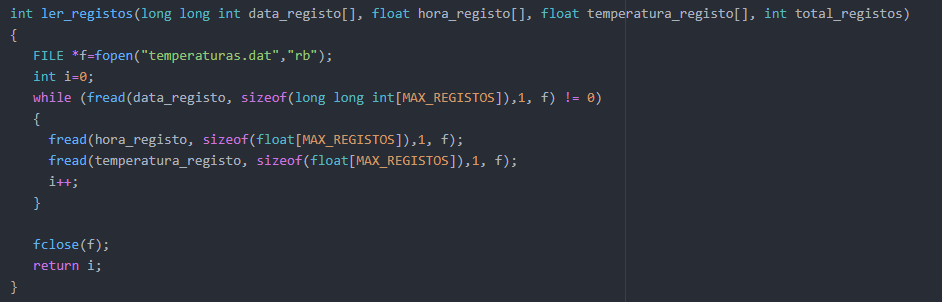 int ler_registos(long long int data_registo[], float hora_registo[], float temperatura_registo[], int total_registos)
{
FILE *f=fopen("temperaturas.dat","rb");
int i=0;
while (fread(data_registo, sizeof(long long int[MAX_REGISTOS]),1, f) != 0)
{
fread(hora_registo, sizeof(float[MAX_REGISTOS]),1, f);
fread(temperatura_registo, sizeof(float[MAX_REGISTOS]),1, f);
i++;
}
fclose(f);
return i;
}